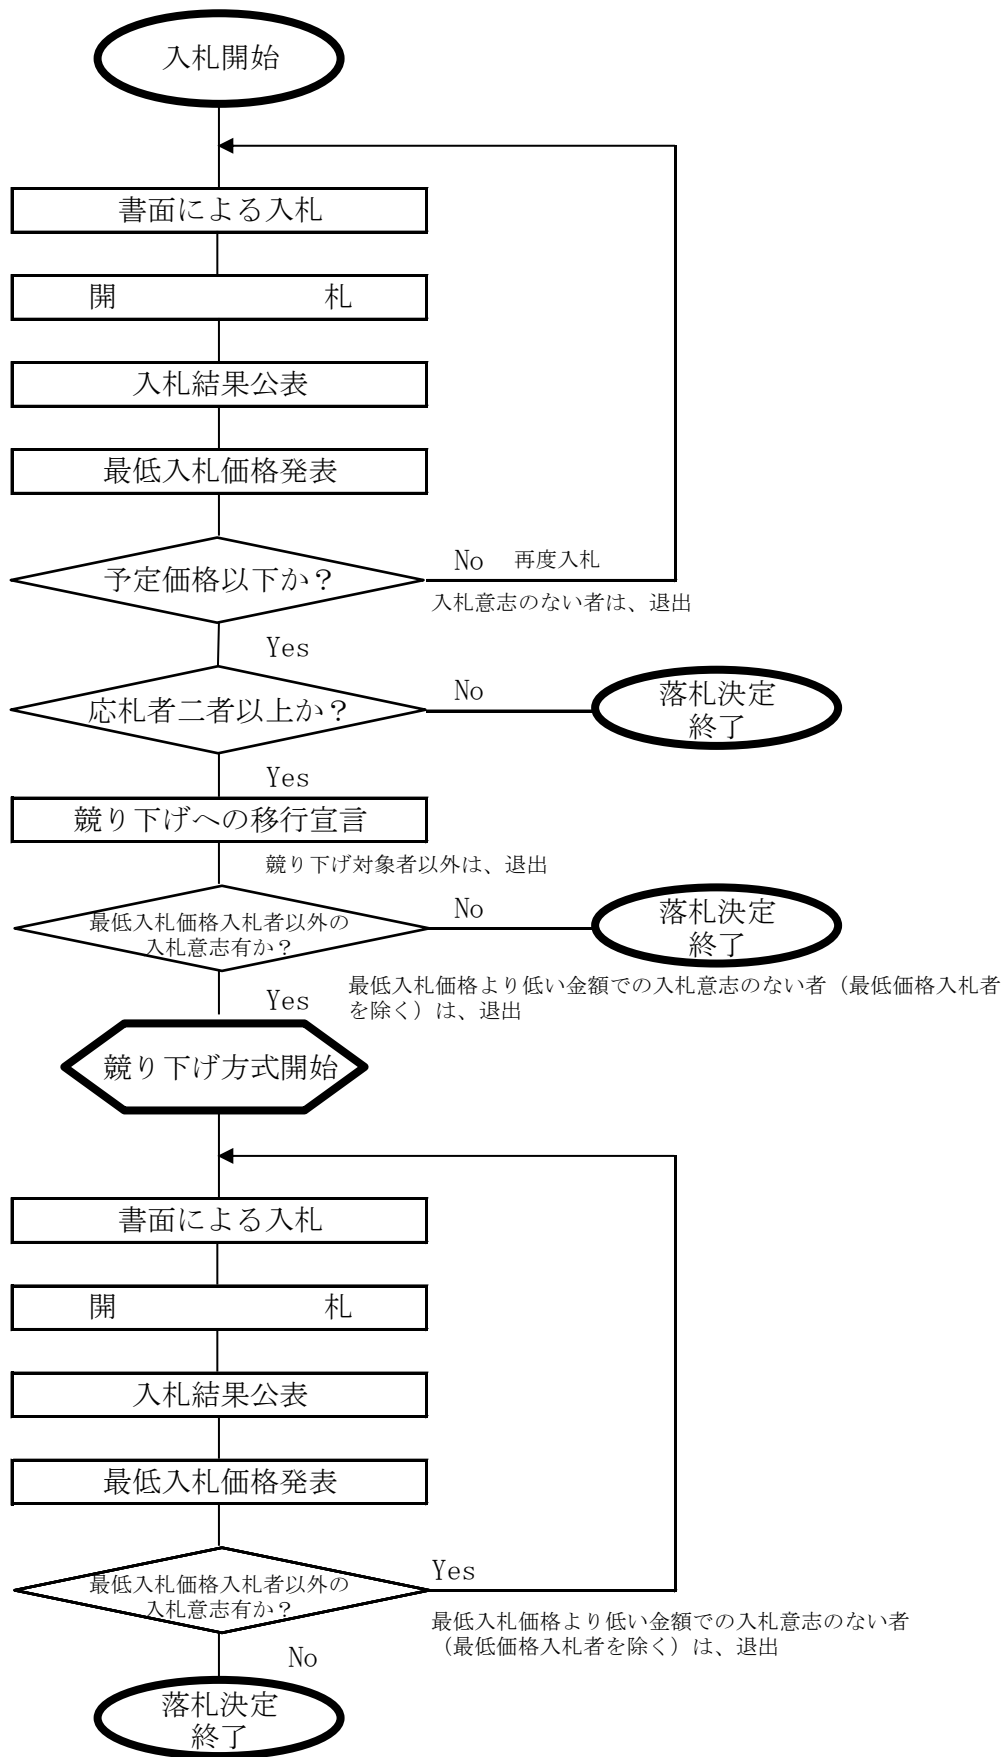 入札開始
書面による入札
開　　　　　　　札
入札結果公表
最低入札価格発表
予定価格以下か？
No　再度入札
入札意志のない者は、退出
Yes
応札者二者以上か？
No
落札決定
終了
Yes
競り下げへの移行宣言
競り下げ対象者以外は、退出
最低入札価格入札者以外の
入札意志有か？
No
落札決定
終了
Yes
最低入札価格より低い金額での入札意志のない者（最低価格入札者
を除く）は、退出
競り下げ方式開始
書面による入札
開　　　　　　　札
入札結果公表
最低入札価格発表
最低入札価格入札者以外の
入札意志有か？
Yes
最低入札価格より低い金額での入札意志のない者
（最低価格入札者を除く）は、退出
No
落札決定
終了